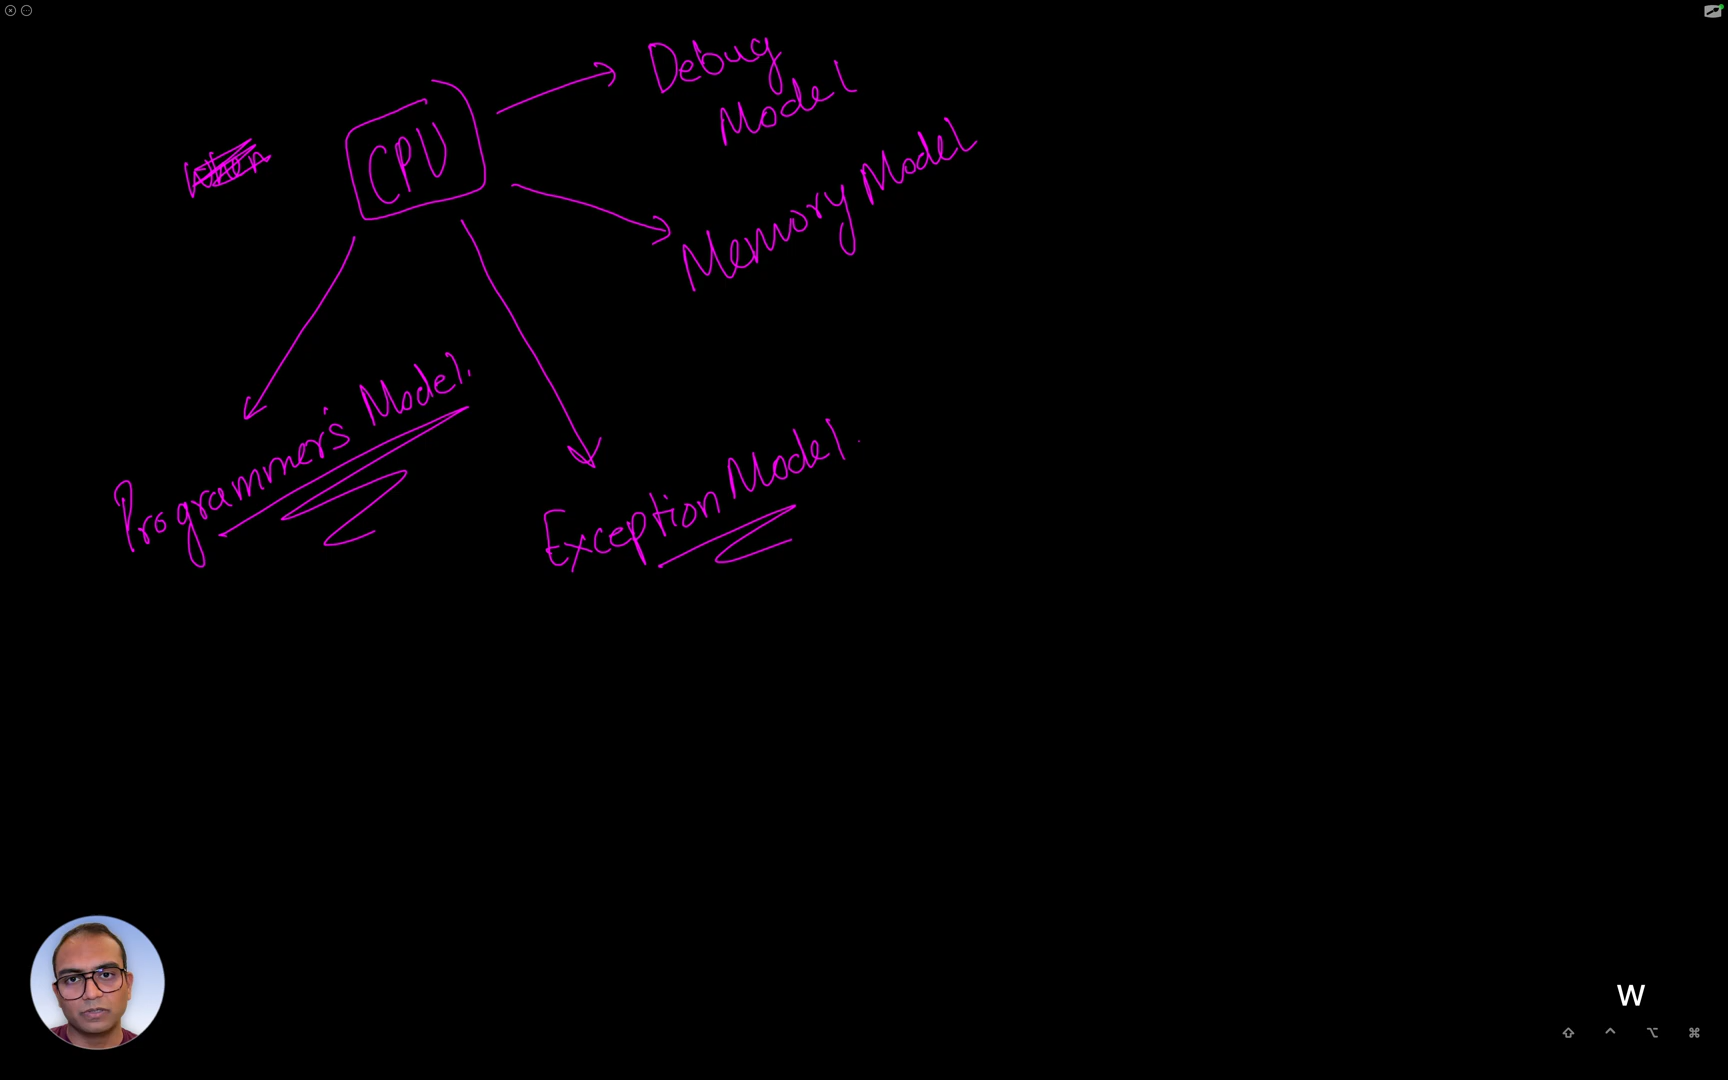 Debug
Model
CPU
Memory Model
Programmer's Model.
Exception Model.
W